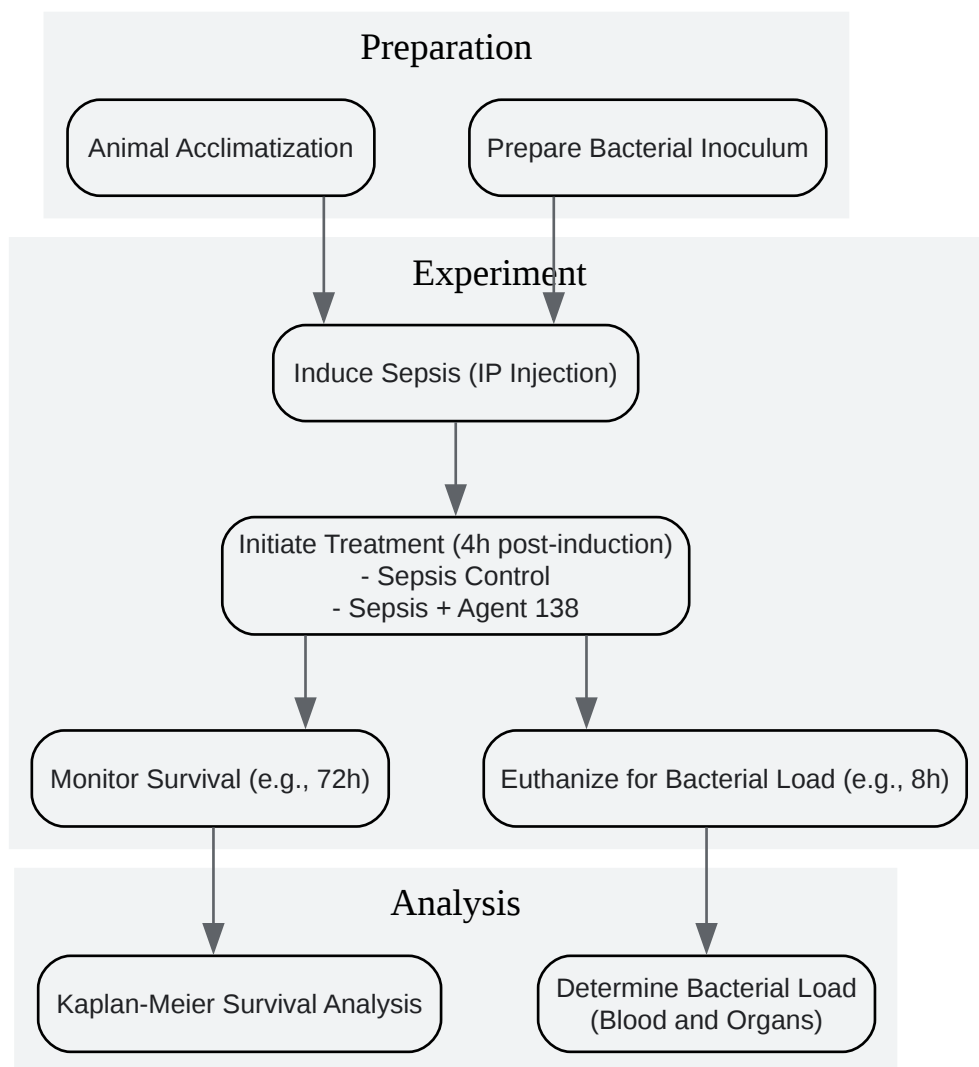 Preparation
Animal Acclimatization
Prepare Bacterial Inoculum
Experiment
Induce Sepsis (IP Injection)
Initiate Treatment (4h post-induction)
- Sepsis Control
- Sepsis + Agent 138
Monitor Survival (e.g., 72h)
Euthanize for Bacterial Load (e.g., 8h)
Analysis
Kaplan-Meier Survival Analysis
Determine Bacterial Load
(Blood and Organs)